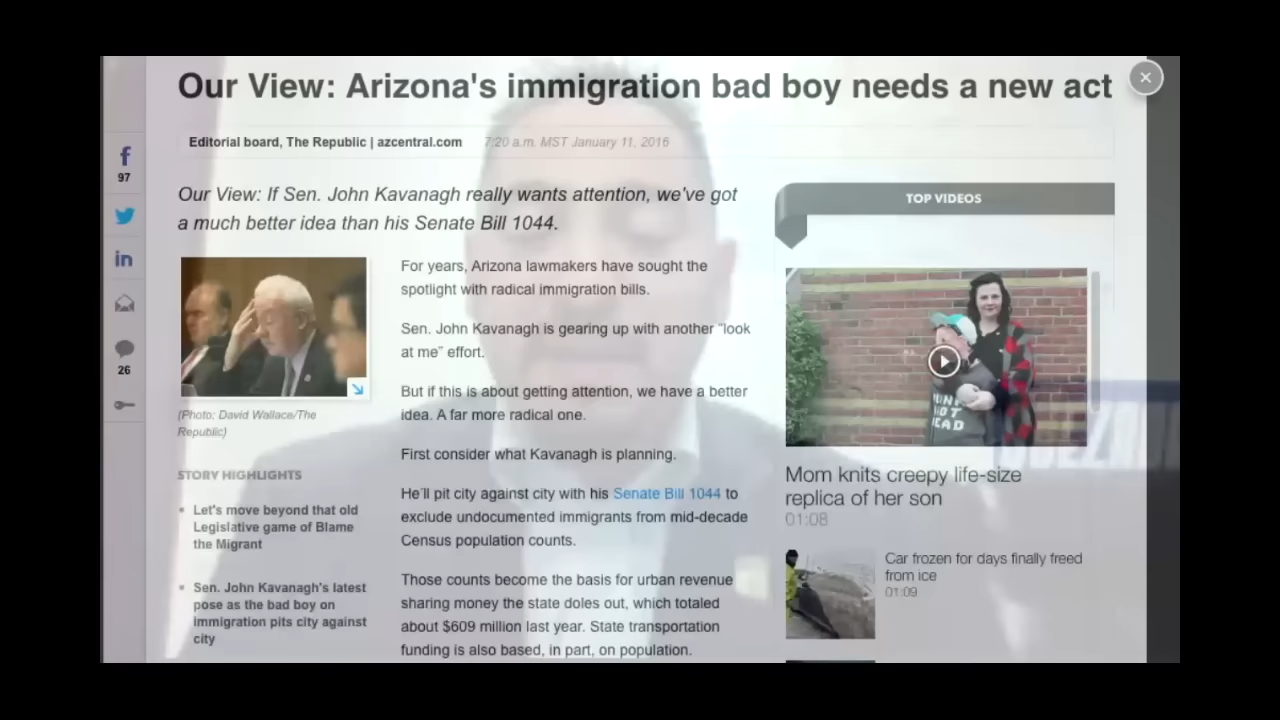 Our View: Arizona's immigration bad boy needs a new act
Editorial board, The Republic | azcentral.com 7:20 a.m. MST January 11, 2016
f
97
in
26
Our View: If Sen. John Kavanagh really wants attention, we've got
a much better idea than his Senate Bill 1044.
(Photo: David Wallace/The
Republic)
STORY HIGHLIGHTS
Let's move beyond that old
Legislative game of Blame
the Migrant
Sen. John Kavanagh's latest
pose as the bad boy on
immigration pits city against
city
For years, Arizona lawmakers have sought the
spotlight with radical immigration bills.
Sen. John Kavanagh is gearing up with another "look
at me" effort.
But if this is about getting attention, we have a better
idea. A far more radical one.
First consider what Kavanagh is planning.
He'll pit city against city with his Senate Bill 1044 to
exclude undocumented immigrants from mid-decade
Census population counts.
Those counts become the basis for urban revenue
sharing money the state doles out, which totaled
about $609 million last year. State transportation
funding is also based, in part, on population.
TOP VIDEOS
NOT
Mom knits creepy life-size
replica of her son
01:08
Car frozen for days finally freed
from ice
01:09